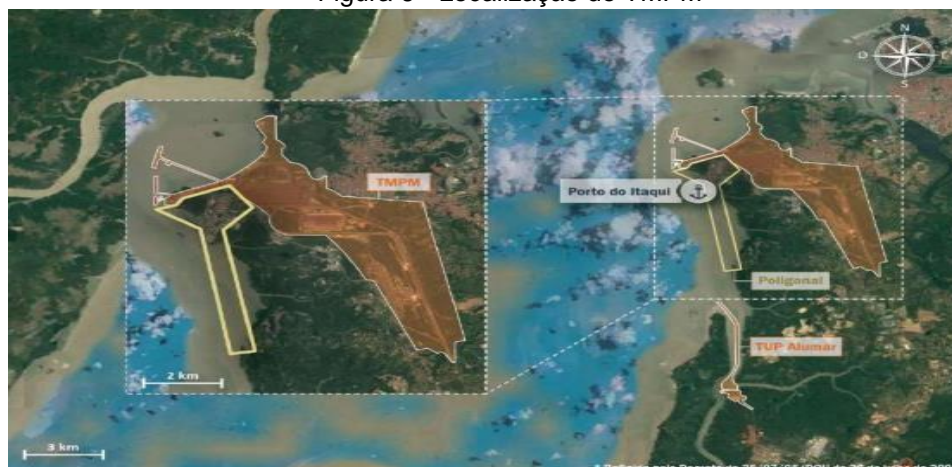 N
O
S
TMPM
Porto do Itaqui
Poligonal
TUP Alumar
2 km
3 km